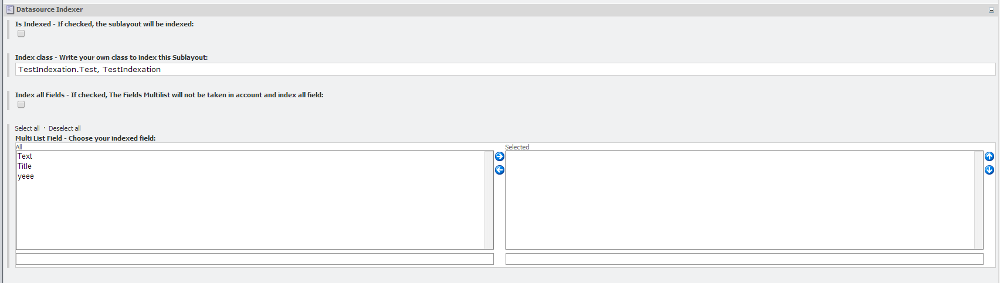 Datasource Indexer
Is Indexed - If checked, the sublayout will be indexed:
Index class - Write your own class to index this Sublayout:
TestIndexation.Test, TestIndexation
Index all Fields - If checked, The Fields Multilist will not be taken in account and index all field:
Select all · Deselect all
Multi List Field - Choose your indexed field:
All Selected
Text
Title
yeee